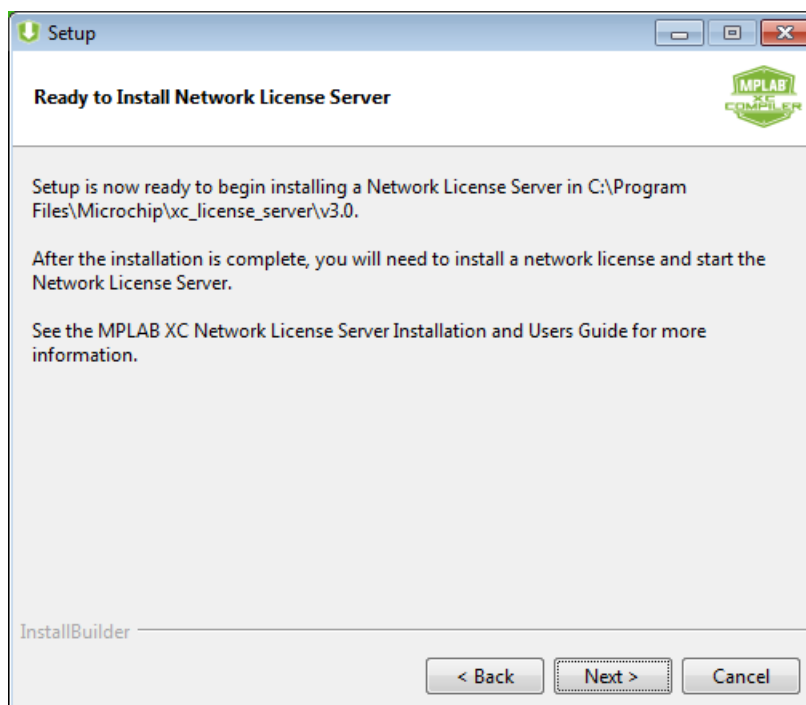 Setup
Ready to Install Network License Server
MPLAB
XC
COMPILER
Setup is now ready to begin installing a Network License Server in C:\Program
Files\Microchip\xc_license_server\v3.0.
After the installation is complete, you will need to install a network license and start the
Network License Server.
See the MPLAB XC Network License Server Installation and Users Guide for more
information.
InstallBuilder
< Back
Next >
Cancel